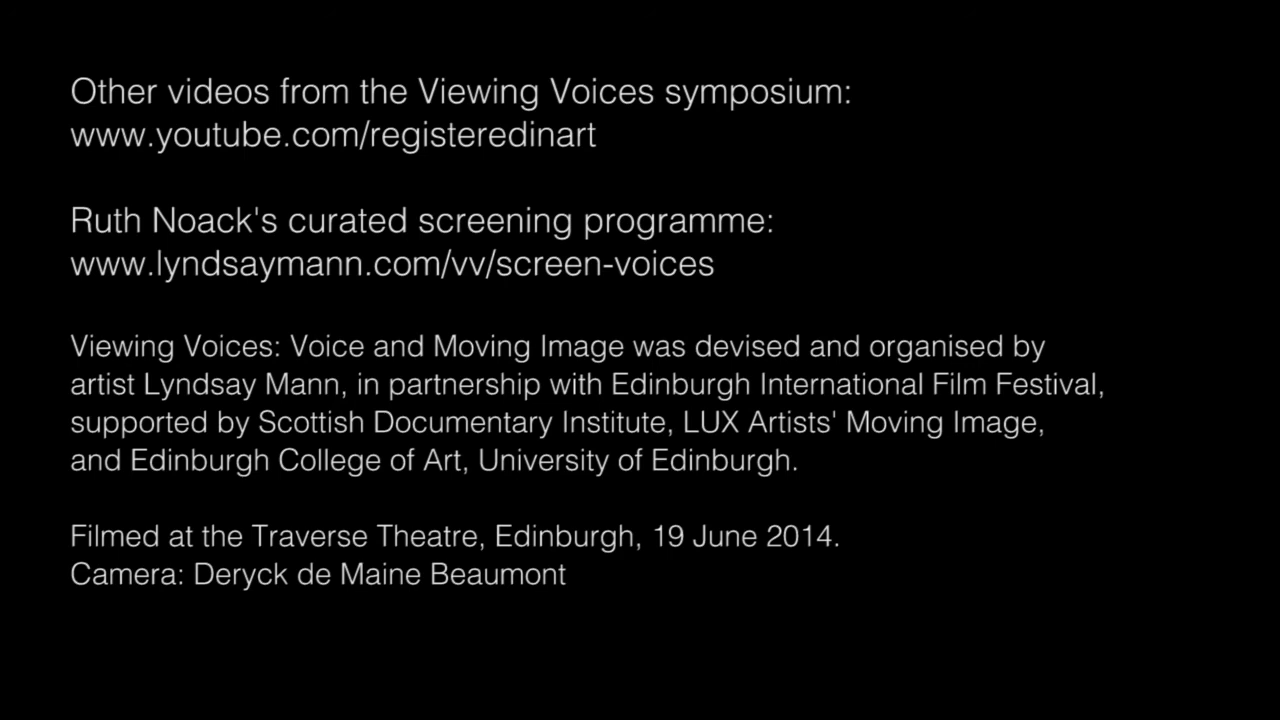 Other videos from the Viewing Voices symposium:
www.youtube.com/registeredinart
Ruth Noack's curated screening programme:
www.lyndsaymann.com/vv/screen-voices
Viewing Voices: Voice and Moving Image was devised and organised by
artist Lyndsay Mann, in partnership with Edinburgh International Film Festival,
supported by Scottish Documentary Institute, LUX Artists' Moving Image,
and Edinburgh College of Art, University of Edinburgh.
Filmed at the Traverse Theatre, Edinburgh, 19 June 2014.
Camera: Deryck de Maine Beaumont